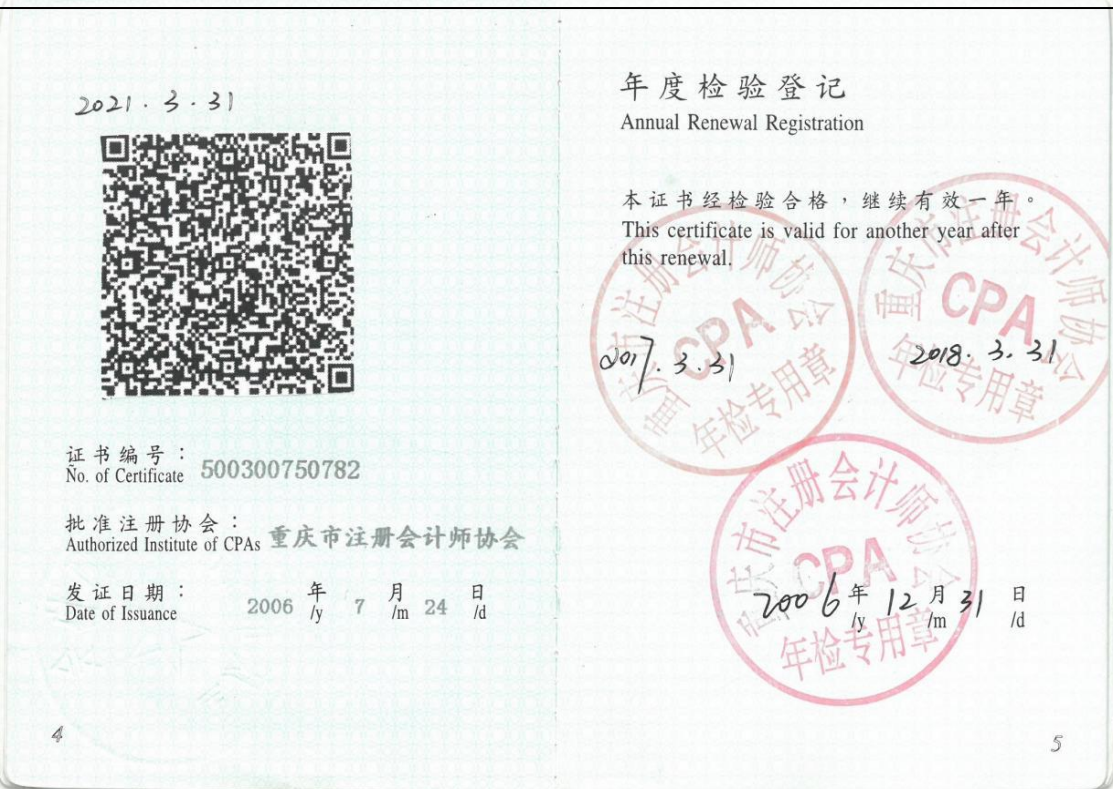 2021.3.31
证书编号：
No. of Certificate
500300750782
批准注册协会：
Authorized Institute of CPAs
重庆市注册会计师协会
发证日期：
Date of Issuance
2006 年 7 月 24 日
/y /m /d
4
年度检验登记
Annual Renewal Registration
本证书经检验合格，继续有效一年。
This certificate is valid for another year after
this renewal.
重庆市注册会计师协会
CPA
年检专用章
2017.3.31
重庆市注册会计师协会
CPA
年检专用章
2018.3.31
重庆市注册会计师协会
CPA
年检专用章
2006 年 12 月 31 日
/y /m /d
5